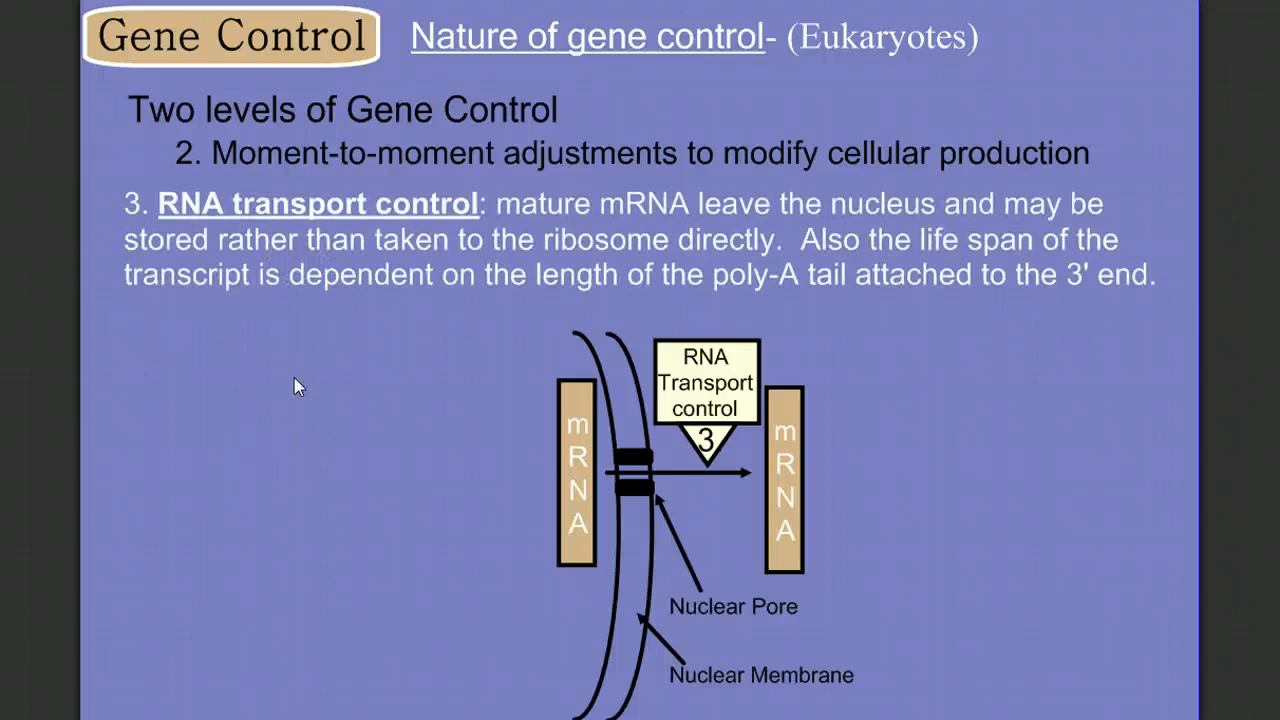 Gene Control
Nature of gene control- (Eukaryotes)
Two levels of Gene Control
2. Moment-to-moment adjustments to modify cellular production
3. RNA transport control: mature mRNA leave the nucleus and may be
stored rather than taken to the ribosome directly.  Also the life span of the
transcript is dependent on the length of the poly-A tail attached to the 3' end.
RNA
Transport
control
3
mRNA
mRNA
Nuclear Pore
Nuclear Membrane